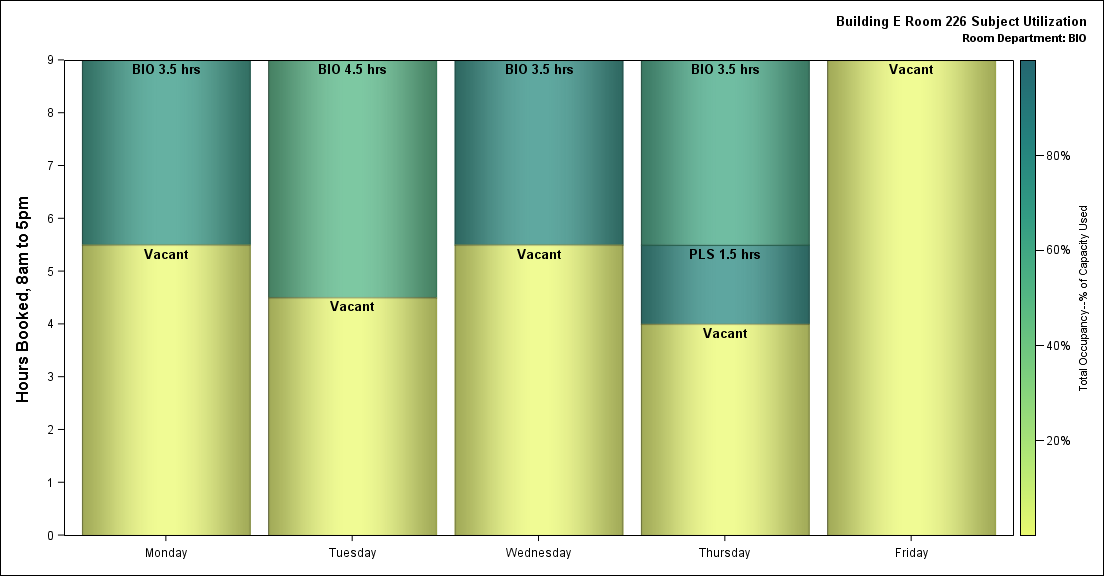 Building E Room 226 Subject Utilization
Room Department: BIO
Hours Booked, 8am to 5pm
9
8
7
6
5
4
3
2
1
0
BIO 3.5 hrs
Vacant
BIO 4.5 hrs
Vacant
BIO 3.5 hrs
Vacant
BIO 3.5 hrs
PLS 1.5 hrs
Vacant
Vacant
Monday
Tuesday
Wednesday
Thursday
Friday
80%
60%
40%
20%
Total Occupancy--% of Capacity Used